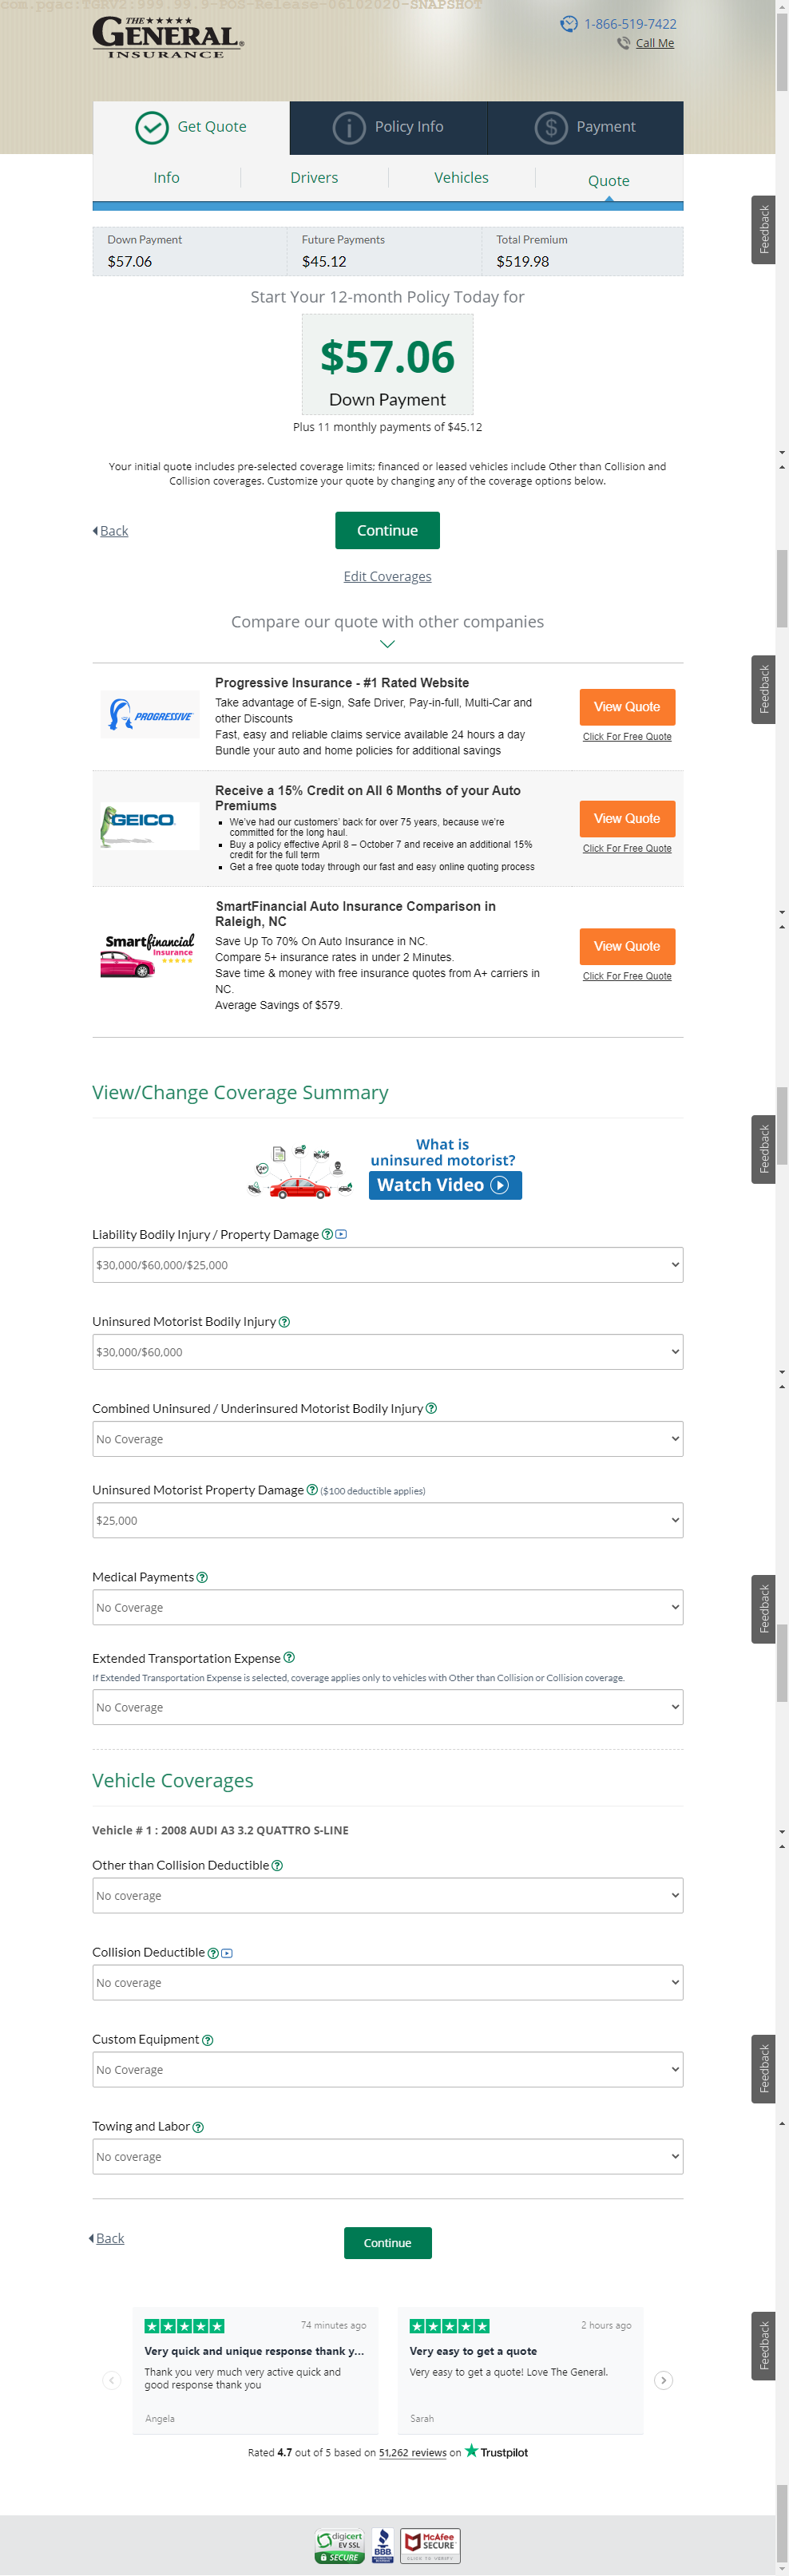 com.pgac:TGRV2:999.99.9-POS-Release-06102020-SNAPSHOT
THE
GENERAL
INSURANCE
1-866-519-7422
Call Me
Get Quote
Policy Info
Payment
Info
Drivers
Vehicles
Quote
Feedback
Down Payment
Future Payments
Total Premium
$57.06
$45.12
$519.98
Start Your 12-month Policy Today for
$57.06
Down Payment
Plus 11 monthly payments of $45.12
Your initial quote includes pre-selected coverage limits; financed or leased vehicles include Other than Collision and
Collision coverages. Customize your quote by changing any of the coverage options below.
Back
Continue
Edit Coverages
Compare our quote with other companies
Feedback
PROGRESSIVE
Progressive Insurance - #1 Rated Website
Take advantage of E-sign, Safe Driver, Pay-in-full, Multi-Car and
other Discounts
Fast, easy and reliable claims service available 24 hours a day
Bundle your auto and home policies for additional savings
View Quote
Click For Free Quote
GEICO
Receive a 15% Credit on All 6 Months of your Auto
Premiums
We've had our customers' back for over 75 years, because we're
committed for the long haul.
Buy a policy effective April 8 – October 7 and receive an additional 15%
credit for the full term
Get a free quote today through our fast and easy online quoting process
View Quote
Click For Free Quote
Smartfinancial
Insurance
SmartFinancial Auto Insurance Comparison in
Raleigh, NC
Save Up To 70% On Auto Insurance in NC.
Compare 5+ insurance rates in under 2 Minutes.
Save time & money with free insurance quotes from A+ carriers in
NC.
Average Savings of $579.
View Quote
Click For Free Quote
View/Change Coverage Summary
Feedback
What is
uninsured motorist?
Watch Video
Liability Bodily Injury / Property Damage
$30,000/$60,000/$25,000
Uninsured Motorist Bodily Injury
$30,000/$60,000
Combined Uninsured / Underinsured Motorist Bodily Injury
No Coverage
Uninsured Motorist Property Damage ($100 deductible applies)
$25,000
Medical Payments
No Coverage
Feedback
Extended Transportation Expense
If Extended Transportation Expense is selected, coverage applies only to vehicles with Other than Collision or Collision coverage.
No Coverage
Vehicle Coverages
Vehicle # 1 : 2008 AUDI A3 3.2 QUATTRO S-LINE
Other than Collision Deductible
No coverage
Collision Deductible
No coverage
Custom Equipment
No Coverage
Feedback
Towing and Labor
No coverage
Back
Continue
74 minutes ago
Very quick and unique response thank y...
Thank you very much very active quick and
good response thank you
Angela
2 hours ago
Very easy to get a quote
Very easy to get a quote! Love The General.
Sarah
Feedback
Rated 4.7 out of 5 based on 51,262 reviews on Trustpilot
digicert
EV SSL
SECURE
BBB
McAfee
SECURE
CLICK TO VERIFY